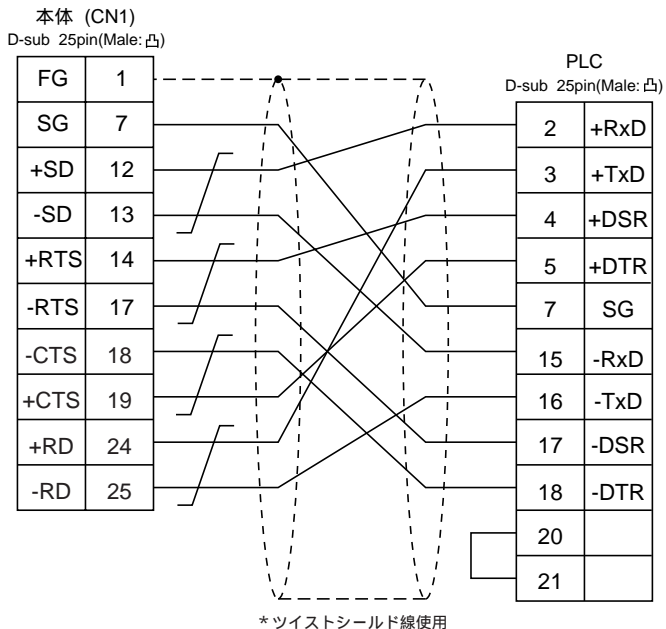 本体 (CN1)
D-sub 25pin(Male: 凸)
FG 1
SG 7
+SD 12
-SD 13
+RTS 14
-RTS 17
-CTS 18
+CTS 19
+RD 24
-RD 25
PLC
D-sub 25pin(Male: 凸)
2 +RxD
3 +TxD
4 +DSR
5 +DTR
7 SG
15 -RxD
16 -TxD
17 -DSR
18 -DTR
20
21
*ツイストシールド線使用